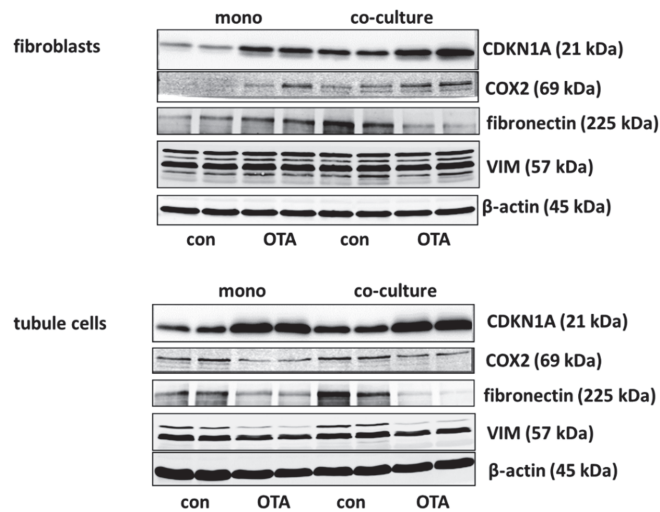 mono co-culture
fibroblasts
CDKN1A (21 kDa)
COX2 (69 kDa)
fibronectin (225 kDa)
VIM (57 kDa)
β-actin (45 kDa)
con OTA con OTA
mono co-culture
tubule cells
CDKN1A (21 kDa)
COX2 (69 kDa)
fibronectin (225 kDa)
VIM (57 kDa)
β-actin (45 kDa)
con OTA con OTA